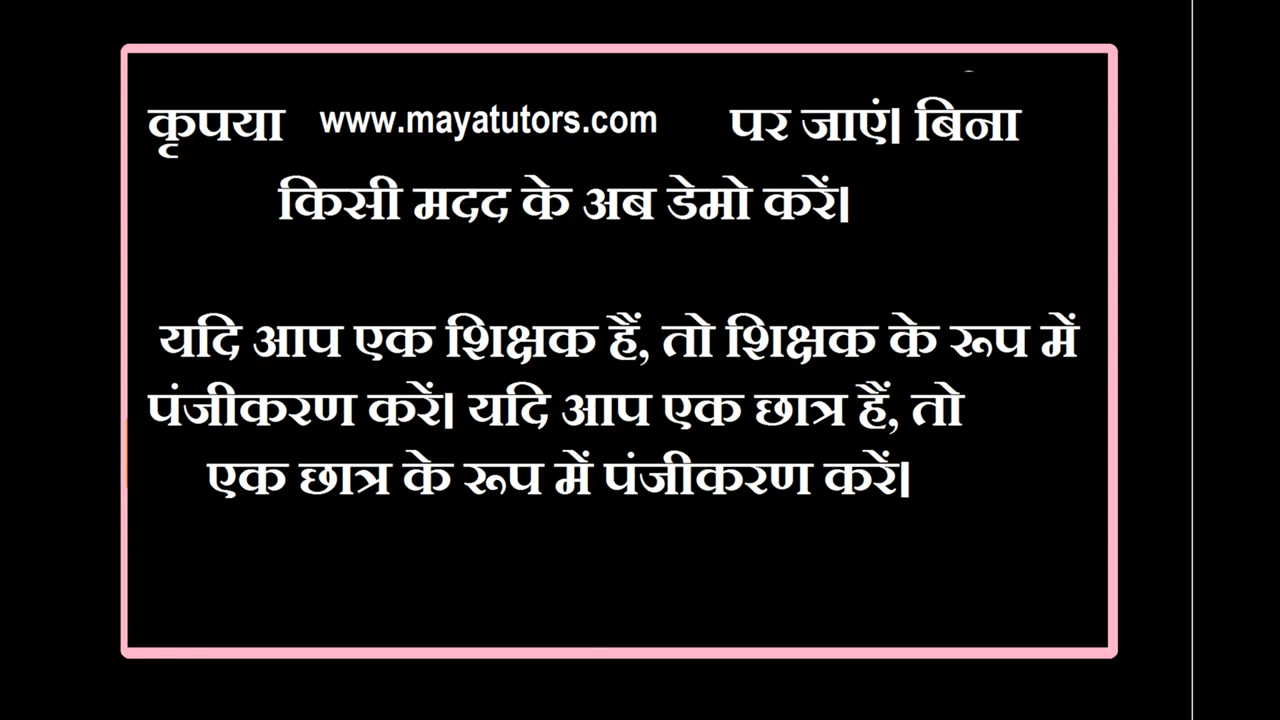 कृपया www.mayatutors.com पर जाएं। बिना
किसी मदद के अब डेमो करें।
यदि आप एक शिक्षक हैं, तो शिक्षक के रूप में
पंजीकरण करें। यदि आप एक छात्र हैं, तो
एक छात्र के रूप में पंजीकरण करें।